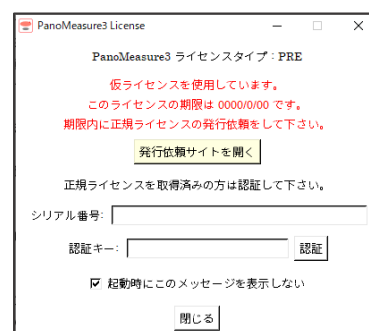 PanoMeasure3 License
PanoMeasure3 ライセンスタイプ：PRE
仮ライセンスを使用しています。
このライセンスの期限は 0000/0/00 です。
期限内に正規ライセンスの発行依頼をして下さい。
発行依頼サイトを開く
正規ライセンスを取得済みの方は認証して下さい。
シリアル番号:
認証キー: 認証
起動時にこのメッセージを表示しない
閉じる